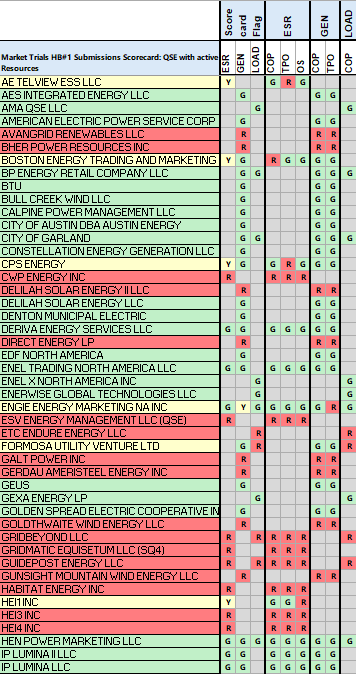 Score card Flag ESR GEN LOAD
Market Trials HB#1 Submissions Scorecard: QSE with active Resources ESR GEN LOAD COP TPO OS COP TPO COP
AE TELVIEW ESS LLC Y G R G
AES INTEGRATED ENERGY LLC G G G
AMA QSE LLC G G
AMERICAN ELECTRIC POWER SERVICE CORP G G G
AVANGRID RENEWABLES LLC R R R
BHER POWER RESOURCES INC R R R
BOSTON ENERGY TRADING AND MARKETING Y G R G G G G
BP ENERGY RETAIL COMPANY LLC G G G G G
BTU G G G
BULL CREEK WIND LLC G G G
CALPINE POWER MANAGEMENT LLC G G G
CITY OF AUSTIN DBA AUSTIN ENERGY G G G
CITY OF GARLAND G G G G G
CONSTELLATION ENERGY GENERATION LLC G G G
CPS ENERGY Y G G R G G G
CWP ENERGY INC R R R R
DELILAH SOLAR ENERGY II LLC R R R
DELILAH SOLAR ENERGY LLC G G G
DENTON MUNICIPAL ELECTRIC G G G
DERIVA ENERGY SERVICES LLC G G G G G G G
DIRECT ENERGY LP R R R
EDF NORTH AMERICA G G G
ENEL TRADING NORTH AMERICA LLC G G G G G G G
ENEL X NORTH AMERICA INC G G
ENERWISE GLOBAL TECHNOLOGIES LLC G G
ENGIE ENERGY MARKETING NA INC G Y G G G G G R G
ESV ENERGY MANAGEMENT LLC (QSE) R R R R
ETC ENDURE ENERGY LLC R R
FORMOSA UTILITY VENTURE LTD G R G G R
GALT POWER INC R R R
GERDAU AMERISTEEL ENERGY INC R R R
GEUS G G G
GEXA ENERGY LP G G
GOLDEN SPREAD ELECTRIC COOPERATIVE IN G G G
GOLDTHWAITE WIND ENERGY LLC R R R
GRIDBEYOND LLC R R R R R R
GRIDMATIC EQUISETUM LLC (SQ4) R R R R
GUIDEPOST ENERGY LLC R R R R R R
GUNSIGHT MOUNTAIN WIND ENERGY LLC R R R
HABITAT ENERGY INC R R R R
HEI1 INC Y G G R
HEI3 INC R R R R
HEI4 INC R R R R
HEN POWER MARKETING LLC G G G G G G G G G
IP LUMINA II LLC G G G G G G G
IP LUMINA LLC G G G G G G G